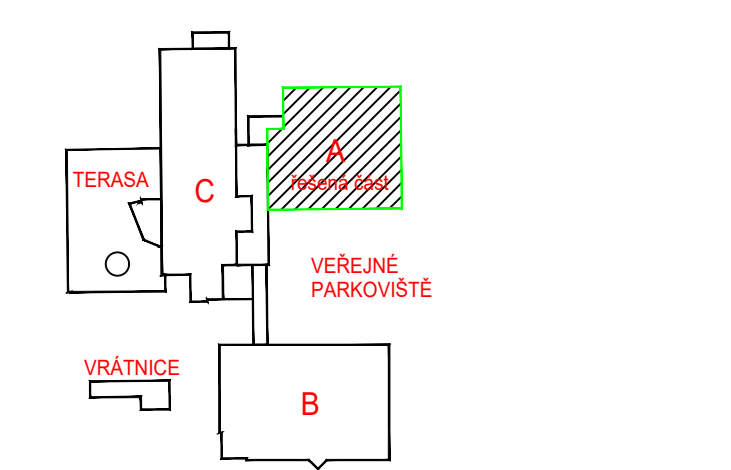 A
řešená část
TERASA
C
VEŘEJNÉ
PARKOVIŠTĚ
VRÁTNICE
B